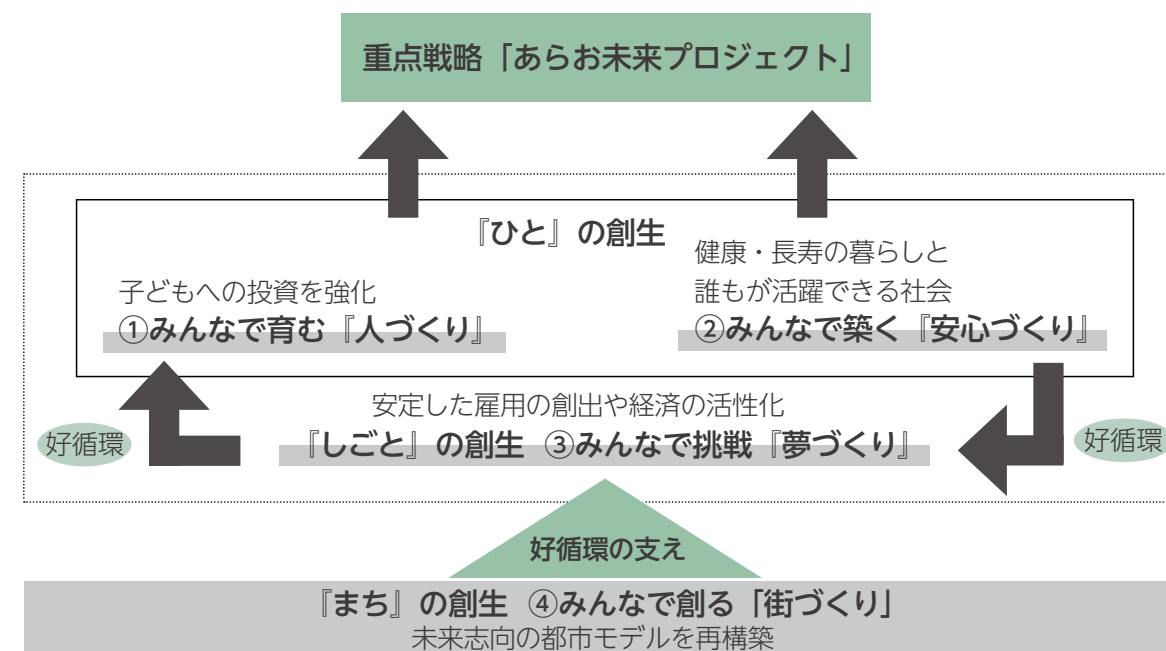 重点戦略「あらお未来プロジェクト」
『ひと』の創生
子どもへの投資を強化
①みんなで育む『人づくり』
健康・長寿の暮らしと
誰もが活躍できる社会
②みんなで築く『安心づくり』
好循環
安定した雇用の創出や経済の活性化
『しごと』の創生 ③みんなで挑戦『夢づくり』
好循環
好循環の支え
『まち』の創生 ④みんなで創る「街づくり」
未来志向の都市モデルを再構築